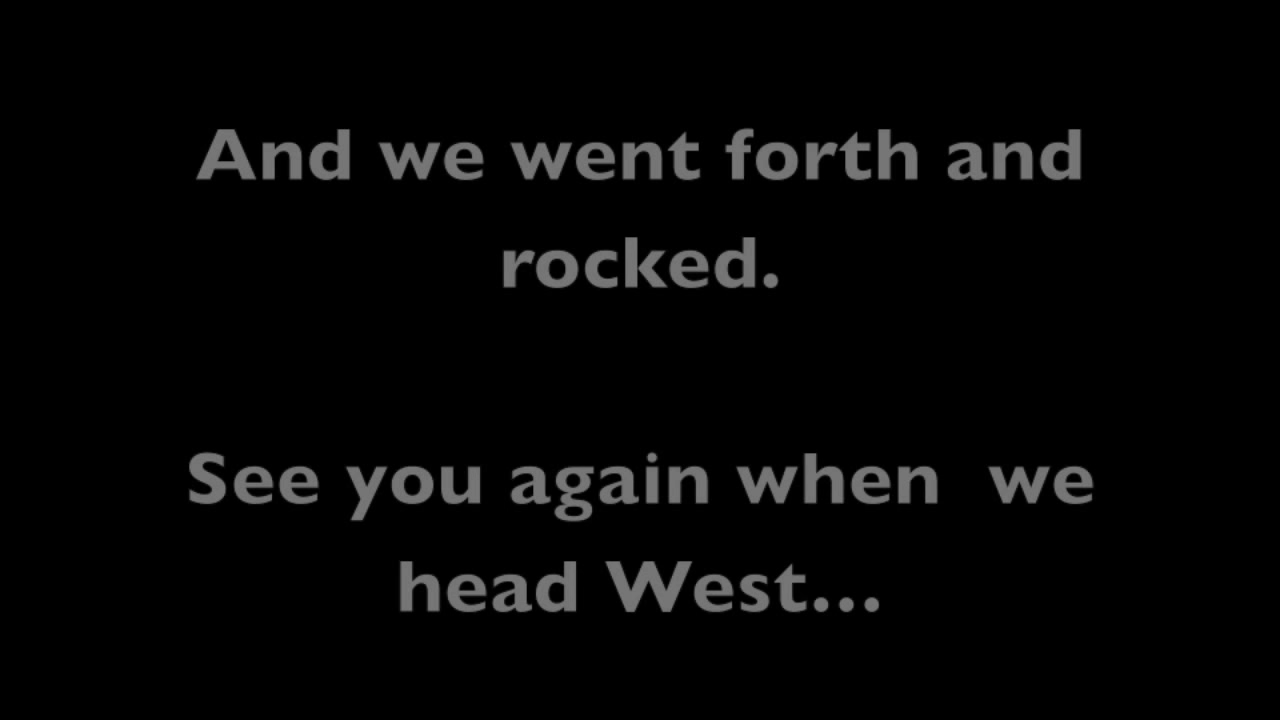 And we went forth and
rocked.
See you again when  we
head West...